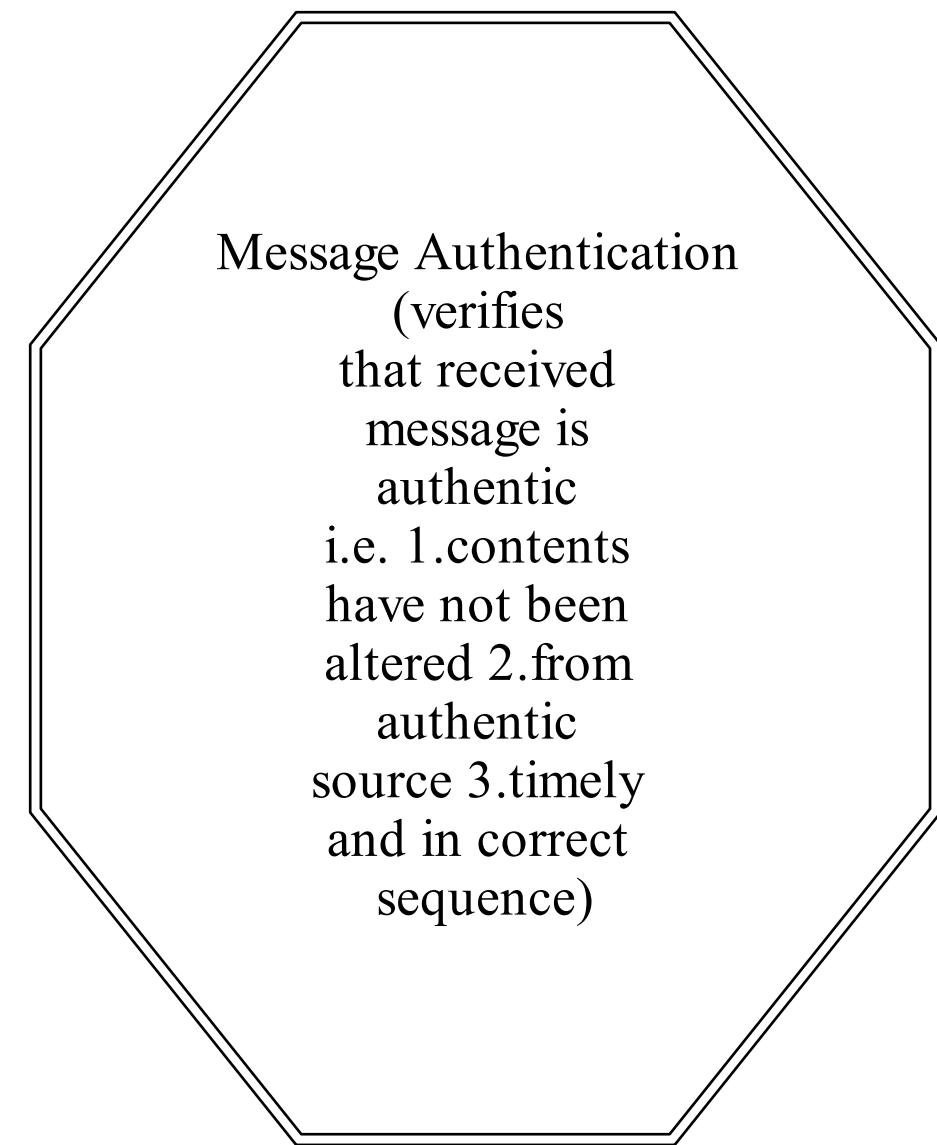 Message Authentication
(verifies
that received
message is
authentic
i.e. 1.contents
have not been
altered 2.from
authentic
source 3.timely
and in correct
sequence)